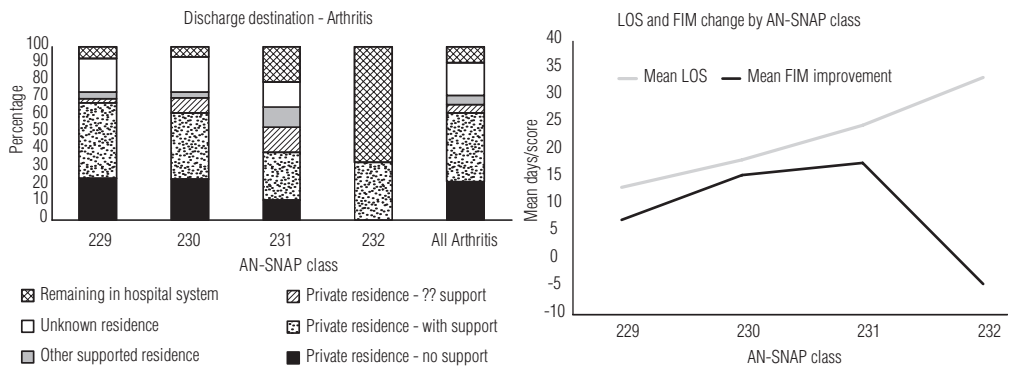 Discharge destination - Arthritis
Percentage
100
90
80
70
60
50
40
30
20
10
0
229 230 231 232 All Arthritis
AN-SNAP class
Remaining in hospital system
Unknown residence
Other supported residence
Private residence - ?? support
Private residence - with support
Private residence - no support
LOS and FIM change by AN-SNAP class
Mean LOS Mean FIM improvement
Mean days/score
40
35
30
25
20
15
10
5
0
-5
-10
229 230 231 232
AN-SNAP class